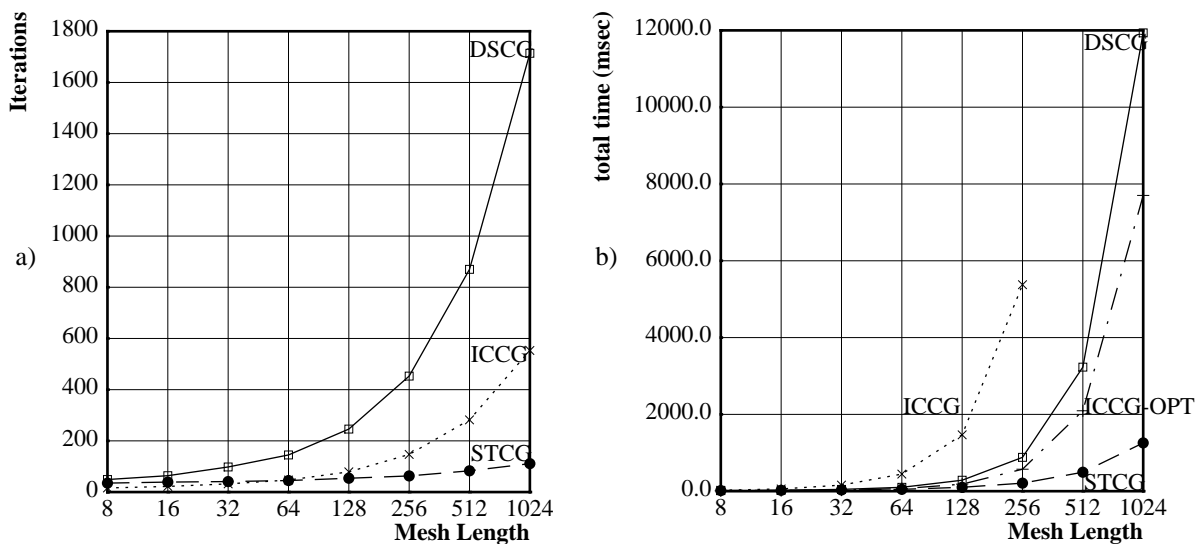 a)
Iterions
1800
1600
1400
1200
1000
800
600
400
200
0
8 16 32 64 128 256 512 1024
Mesh Length
DSCG
ICCG
STCG
b)
total time (msec)
12000.0
10000.0
8000.0
6000.0
4000.0
2000.0
0.0
8 16 32 64 128 256 512 1024
Mesh Length
DSCG
ICCG
ICCG-OPT
STCG